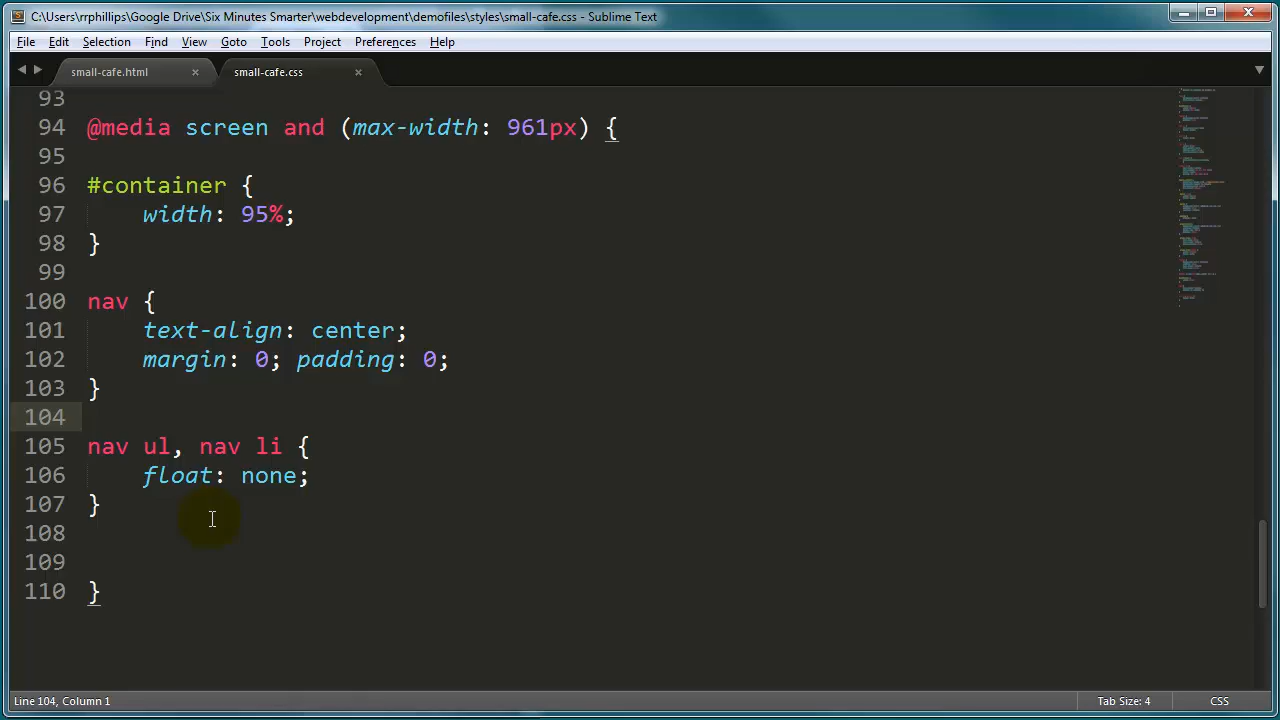 C:\Users\rrphillips\Google Drive\Six Minutes Smarter\webdevelopment\demofiles\styles\small-cafe.css - Sublime Text
File Edit Selection Find View Goto Tools Project Preferences Help
small-cafe.html × small-cafe.css ×
93
94 @media screen and (max-width: 961px) {
95
96 #container {
97 width: 95%;
98 }
99
100 nav {
101 text-align: center;
102 margin: 0; padding: 0;
103 }
104
105 nav ul, nav li {
106 float: none;
107 }
108
109
110 }
Line 104, Column 1 Tab Size: 4 CSS